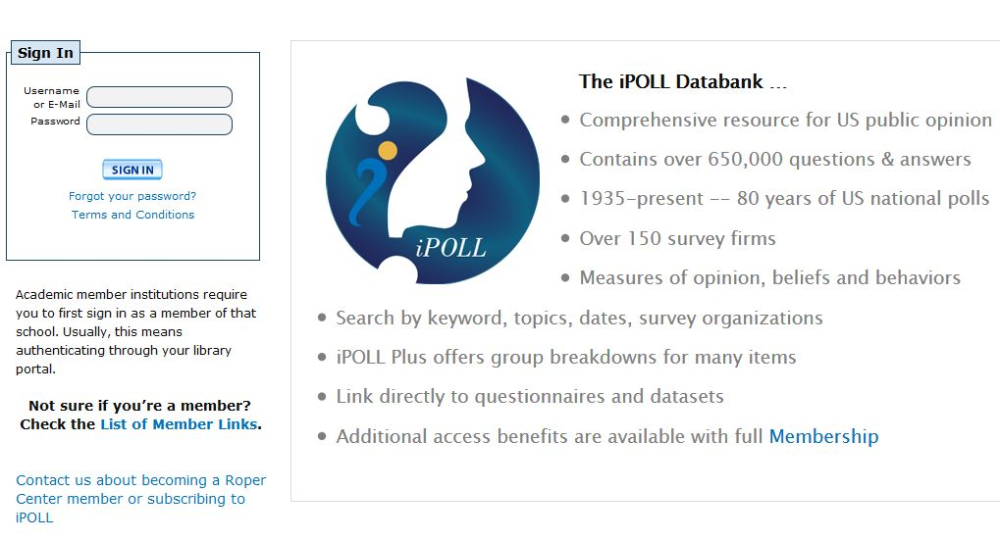 Sign In
Username
or E-Mail
Password
SIGN IN
Forgot your password?
Terms and Conditions
Academic member institutions require
you to first sign in as a member of that
school. Usually, this means
authenticating through your library
portal.
Not sure if you’re a member?
Check the List of Member Links.
Contact us about becoming a Roper
Center member or subscribing to
iPOLL
i
iPOLL
The iPOLL Databank ...
• Comprehensive resource for US public opinion
• Contains over 650,000 questions & answers
• 1935-present -- 80 years of US national polls
• Over 150 survey firms
• Measures of opinion, beliefs and behaviors
• Search by keyword, topics, dates, survey organizations
• iPOLL Plus offers group breakdowns for many items
• Link directly to questionnaires and datasets
• Additional access benefits are available with full Membership